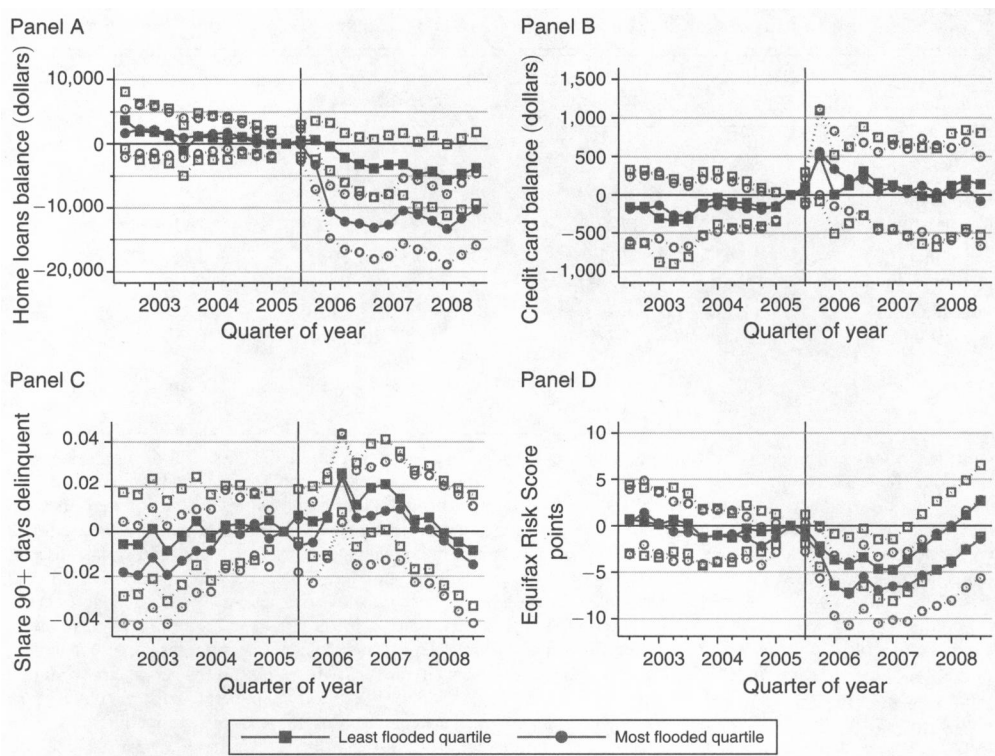 Panel A
Home loans balance (dollars)
10,000
0
−10,000
−20,000
2003 2004 2005 2006 2007 2008
Quarter of year
Panel B
Credit card balance (dollars)
1,500
1,000
500
0
−500
−1,000
2003 2004 2005 2006 2007 2008
Quarter of year
Panel C
Share 90+ days delinquent
0.04
0.02
0
−0.02
−0.04
2003 2004 2005 2006 2007 2008
Quarter of year
Panel D
Equifax Risk Score
points
10
5
0
−5
−10
2003 2004 2005 2006 2007 2008
Quarter of year
Least flooded quartile
Most flooded quartile